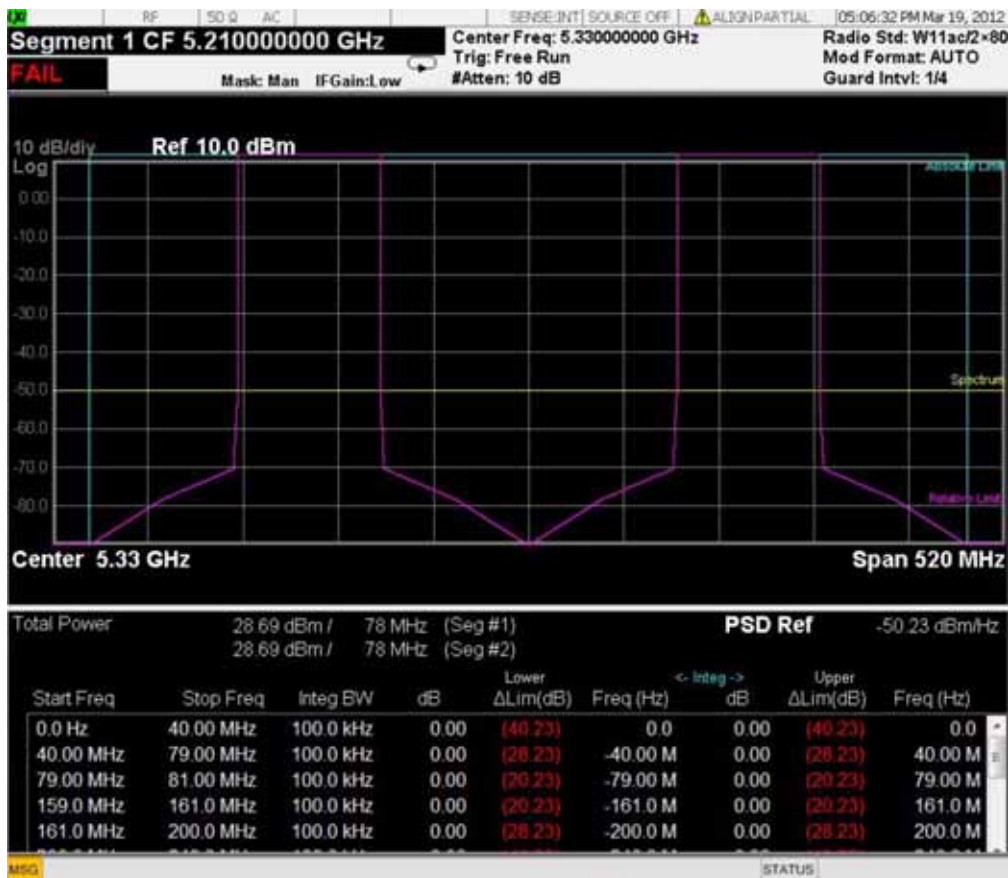 LXI RF 50 Ω AC SENSE:INT SOURCE OFF ALIGN PARTIAL 05:06:32 PM Mar 19, 2012
Segment 1 CF 5.210000000 GHz Center Freq: 5.330000000 GHz Radio Std: W11ac/2×80
Trig: Free Run Mod Format: AUTO
FAIL Mask: Man IFGain:Low #Atten: 10 dB Guard Intvl: 1/4
10 dB/div Ref 10.0 dBm
Log Absolute Limit
0.00
-10.0
-20.0
-30.0
-40.0
-50.0 Spectrum
-60.0
-70.0
-80.0 Relative Limit
Center 5.33 GHz Span 520 MHz
Total Power 28.69 dBm / 78 MHz (Seg #1) PSD Ref -50.23 dBm/Hz
28.69 dBm / 78 MHz (Seg #2)
Lower <- Integ -> Upper
Start Freq Stop Freq Integ BW dB ΔLim(dB) Freq (Hz) dB ΔLim(dB) Freq (Hz)
0.0 Hz 40.00 MHz 100.0 kHz 0.00 (40.23) 0.0 0.00 (40.23) 0.0
40.00 MHz 79.00 MHz 100.0 kHz 0.00 (28.23) -40.00 M 0.00 (28.23) 40.00 M
79.00 MHz 81.00 MHz 100.0 kHz 0.00 (20.23) -79.00 M 0.00 (20.23) 79.00 M
159.0 MHz 161.0 MHz 100.0 kHz 0.00 (20.23) -161.0 M 0.00 (20.23) 161.0 M
161.0 MHz 200.0 MHz 100.0 kHz 0.00 (28.23) -200.0 M 0.00 (28.23) 200.0 M
MSG STATUS